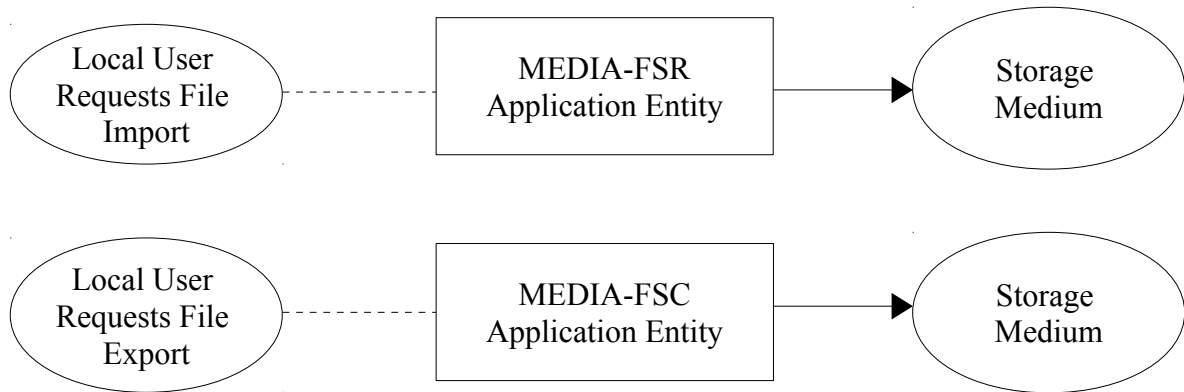 Local User
Requests File
Import
MEDIA-FSR
Application Entity
Storage
Medium
Local User
Requests File
Export
MEDIA-FSC
Application Entity
Storage
Medium